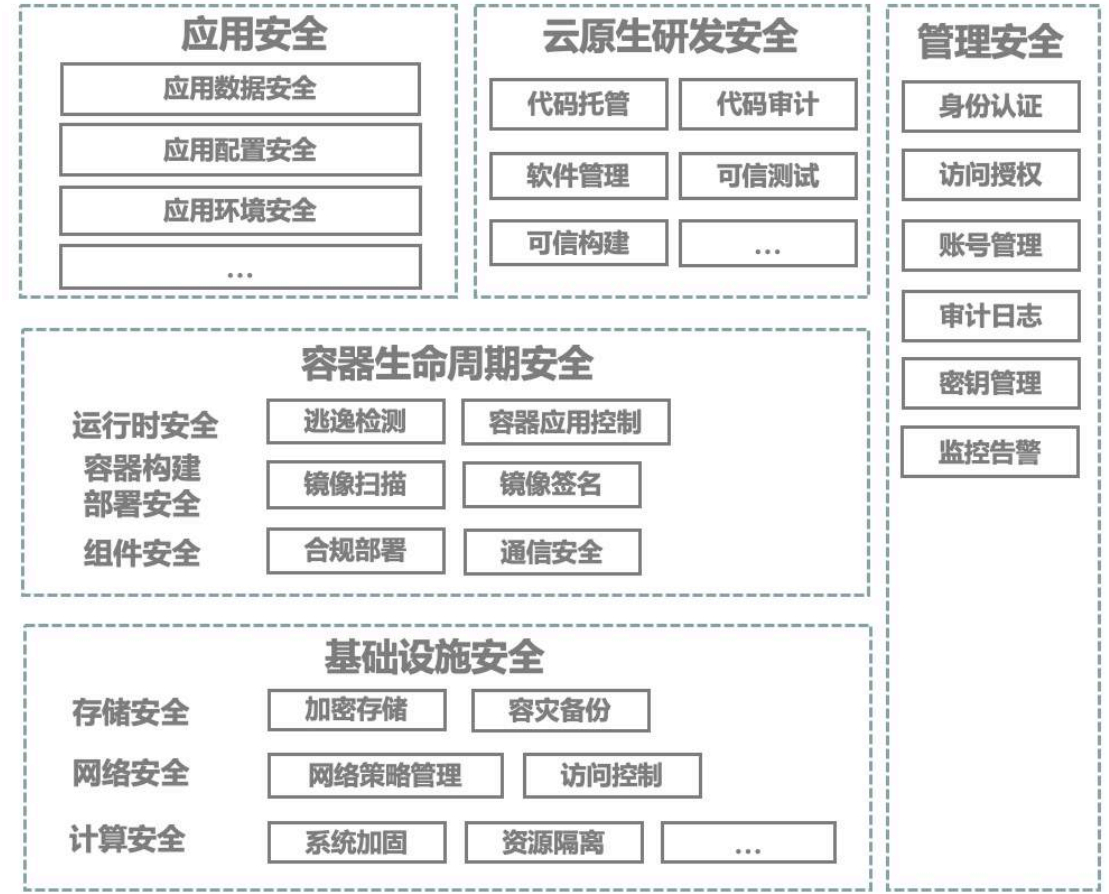 应用安全
应用数据安全
应用配置安全
应用环境安全
...
云原生研发安全
代码托管 代码审计
软件管理 可信测试
可信构建 ...
管理安全
身份认证
访问授权
账号管理
审计日志
密钥管理
监控告警
容器生命周期安全
运行时安全 逃逸检测 容器应用控制
容器构建
部署安全 镜像扫描 镜像签名
组件安全 合规部署 通信安全
基础设施安全
存储安全 加密存储 容灾备份
网络安全 网络策略管理 访问控制
计算安全 系统加固 资源隔离 ...